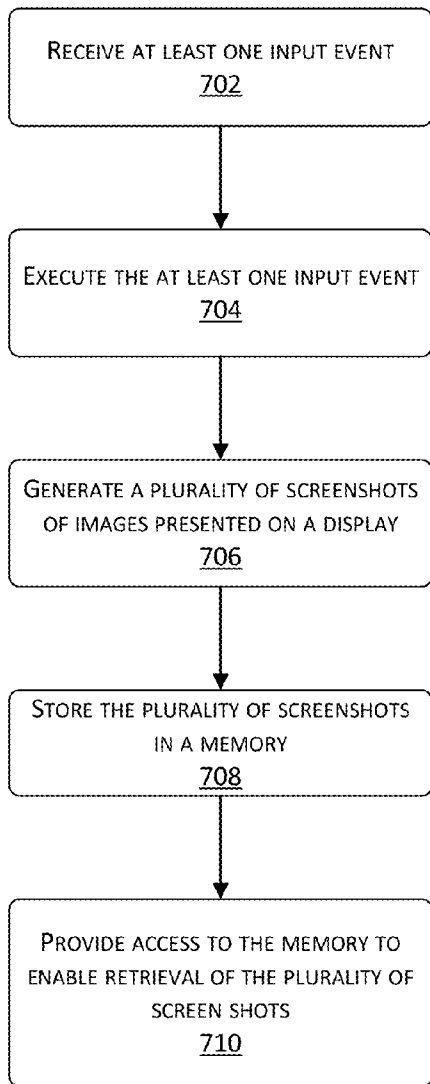 RECEIVE AT LEAST ONE INPUT EVENT
702
EXECUTE THE AT LEAST ONE INPUT EVENT
704
GENERATE A PLURALITY OF SCREENSHOTS
OF IMAGES PRESENTED ON A DISPLAY
706
STORE THE PLURALITY OF SCREENSHOTS
IN A MEMORY
708
PROVIDE ACCESS TO THE MEMORY TO
ENABLE RETRIEVAL OF THE PLURALITY OF
SCREEN SHOTS
710